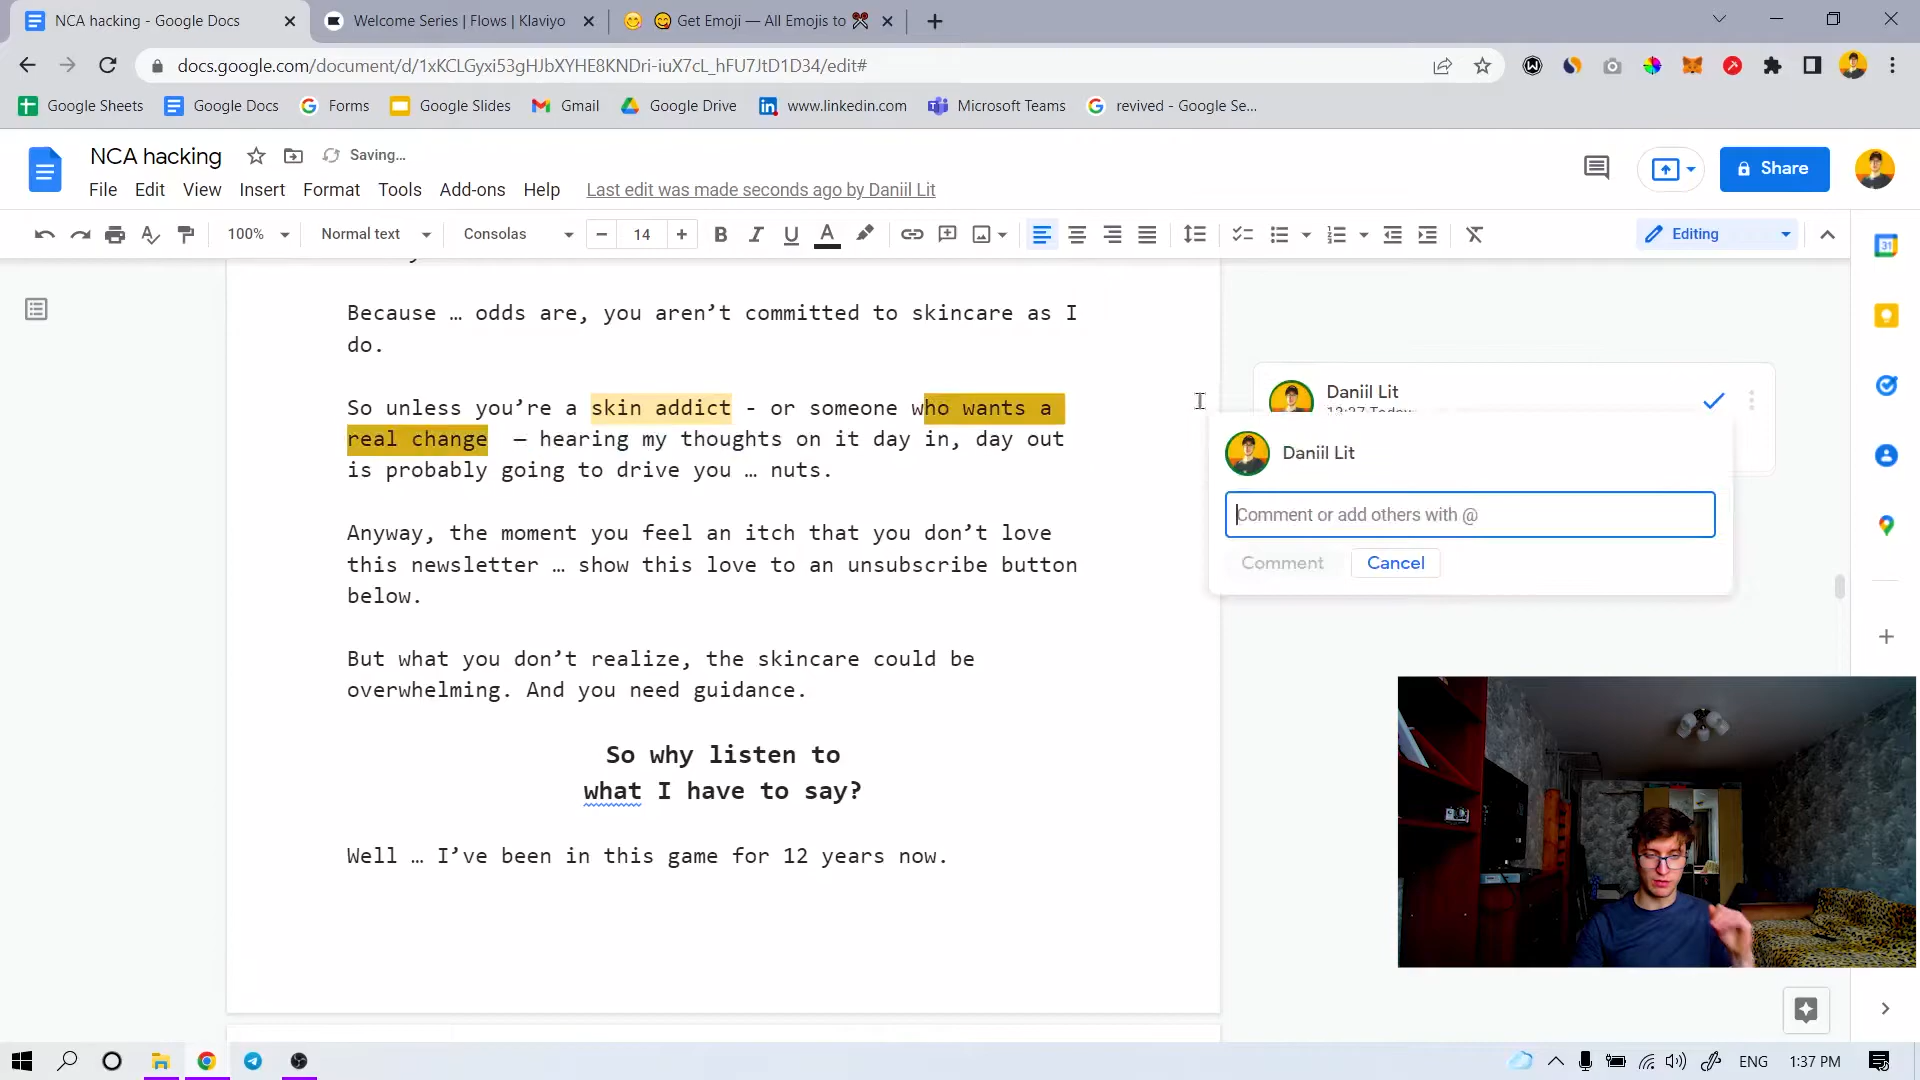 NCA hacking - Google Docs
Welcome Series | Flows | Klaviyo
Get Emoji — All Emojis to
docs.google.com/document/d/1xKCLGyxi53gHJbXYHE8KNDri-iuX7cL_hFU7JtD1D34/edit#
Google Sheets
Google Docs
Forms
Google Slides
Gmail
Google Drive
www.linkedin.com
Microsoft Teams
revived - Google Se...
NCA hacking
Saving...
File Edit View Insert Format Tools Add-ons Help
Last edit was made seconds ago by Daniil Lit
Share
100%
Normal text
Consolas
14
Editing
Because … odds are, you aren’t committed to skincare as I
do.
So unless you’re a skin addict - or someone who wants a
real change — hearing my thoughts on it day in, day out
is probably going to drive you … nuts.
Anyway, the moment you feel an itch that you don’t love
this newsletter … show this love to an unsubscribe button
below.
But what you don’t realize, the skincare could be
overwhelming. And you need guidance.
So why listen to
what I have to say?
Well … I’ve been in this game for 12 years now.
Daniil Lit
Daniil Lit
Comment or add others with @
Comment
Cancel
ENG
1:37 PM